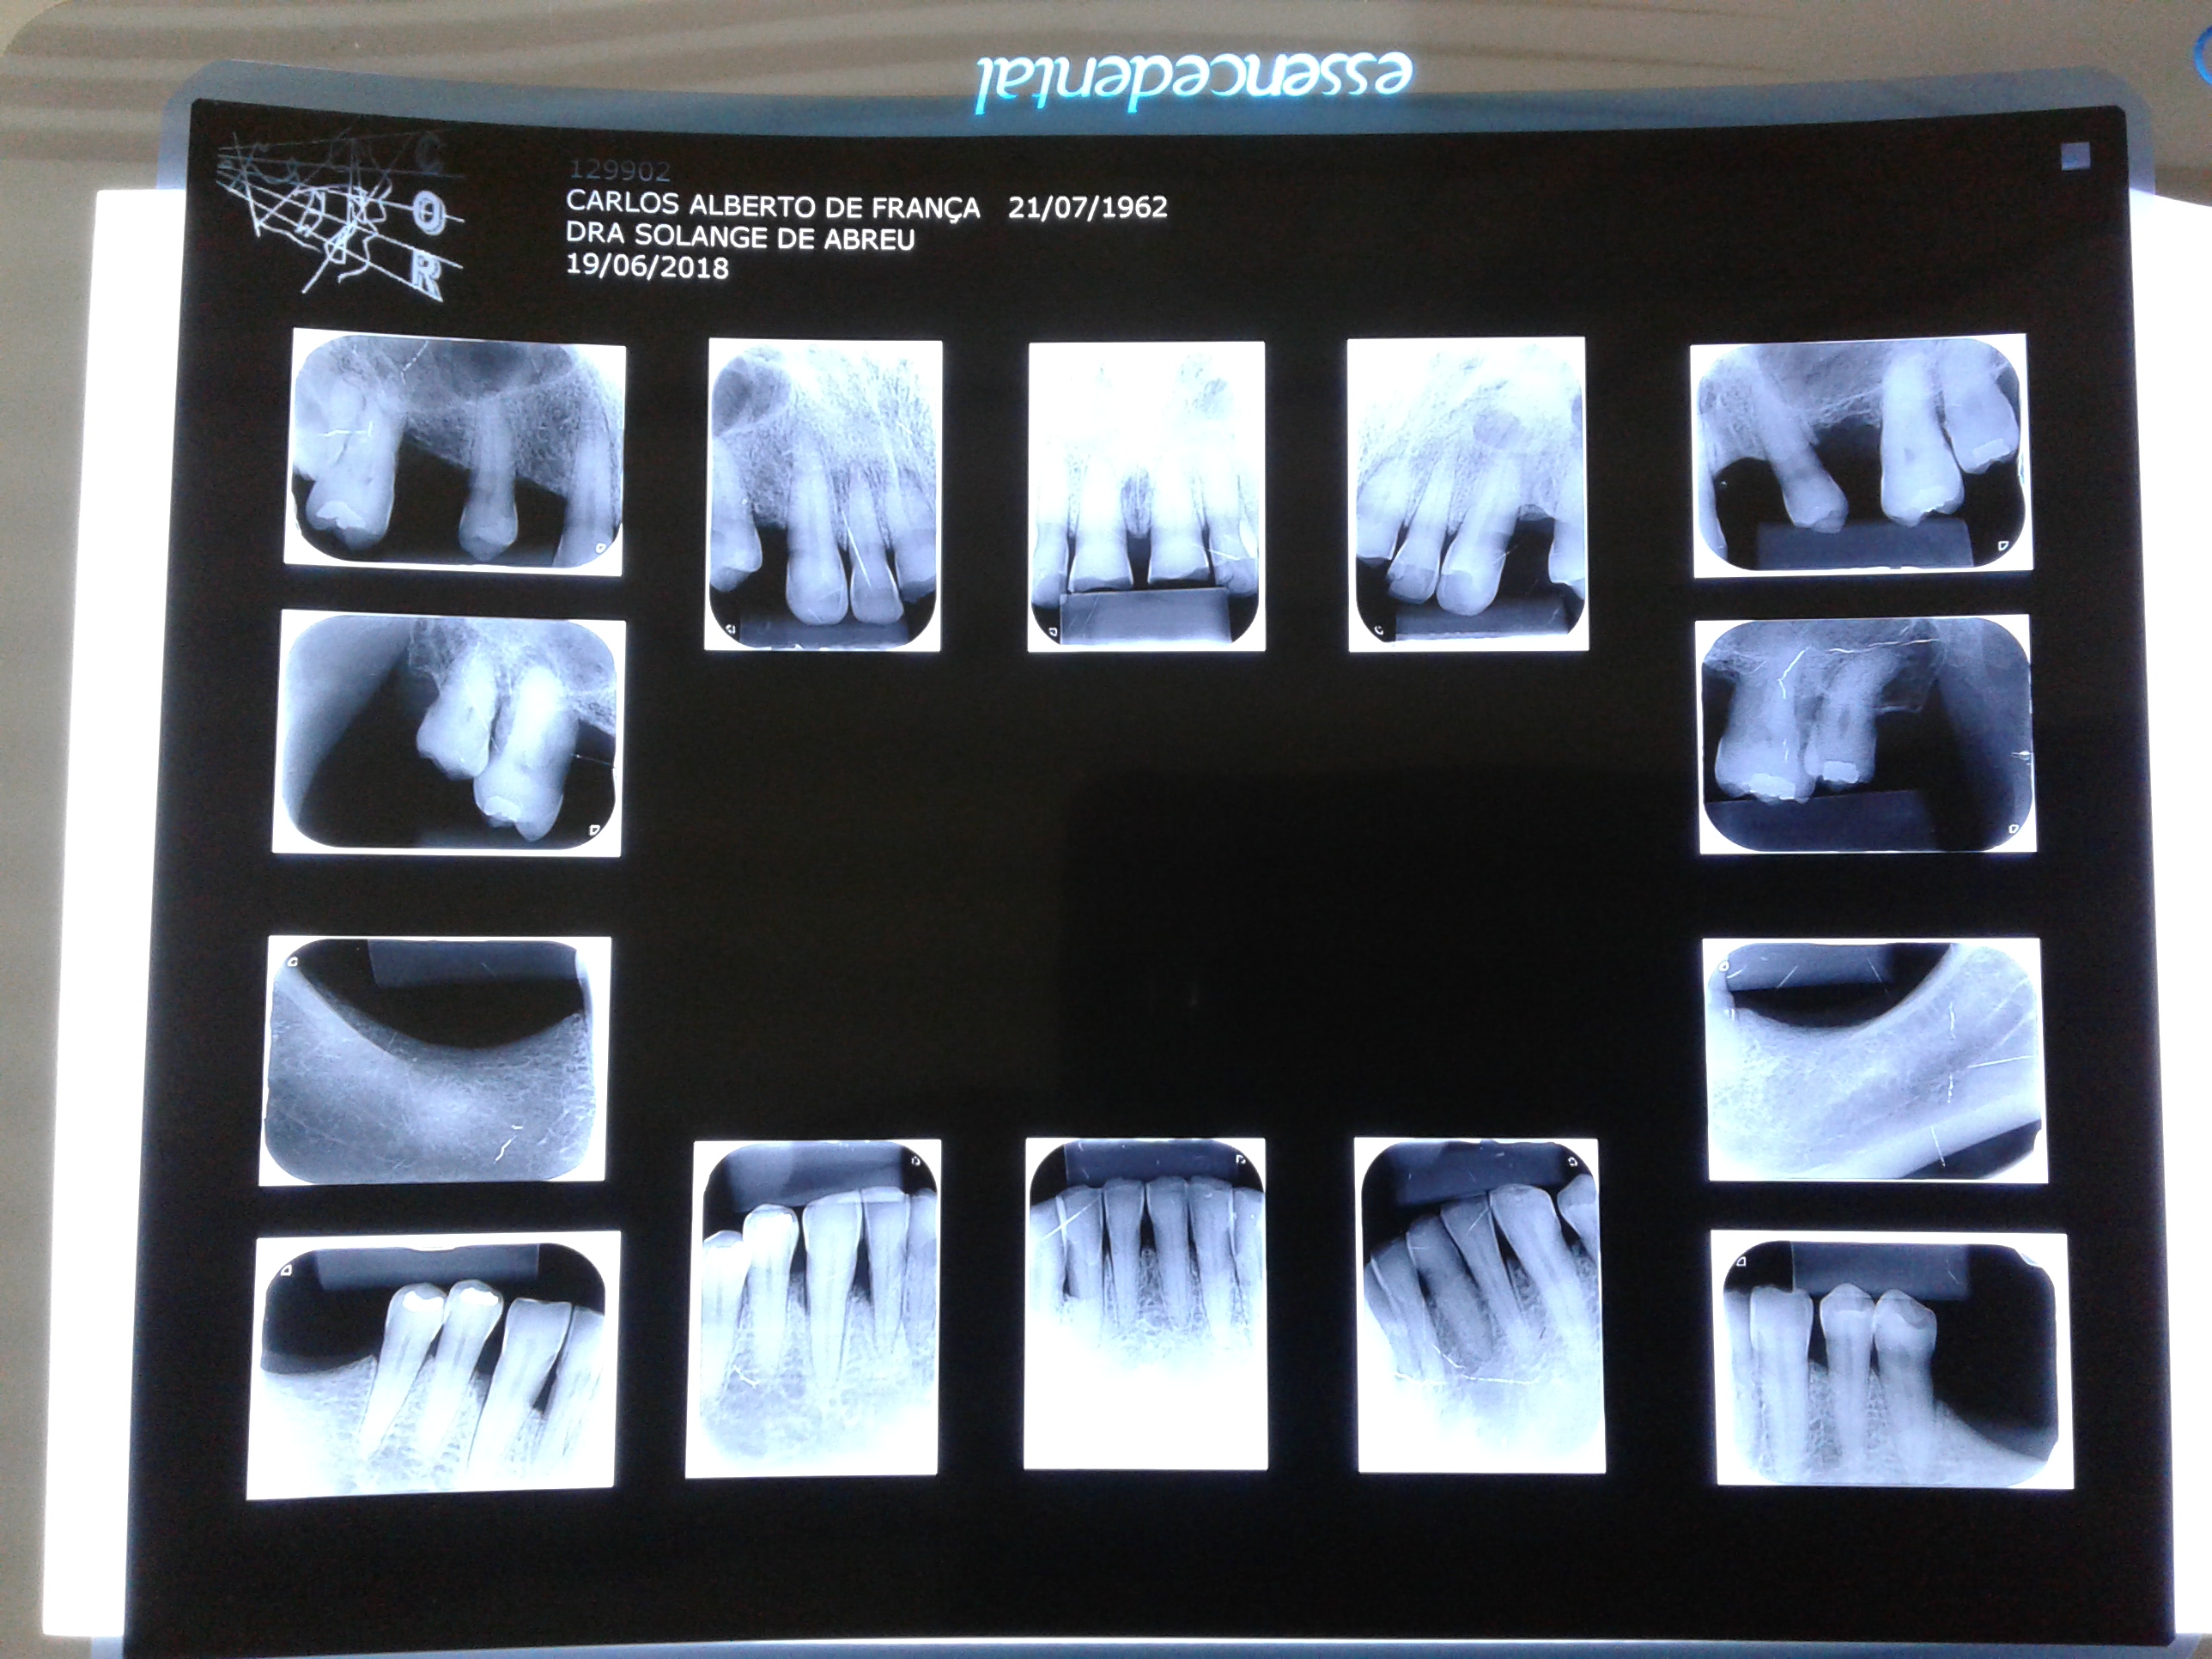 essencedental
129902
CARLOS ALBERTO DE FRANÇA 21/07/1962
DRA SOLANGE DE ABREU
19/06/2018
C
O
R